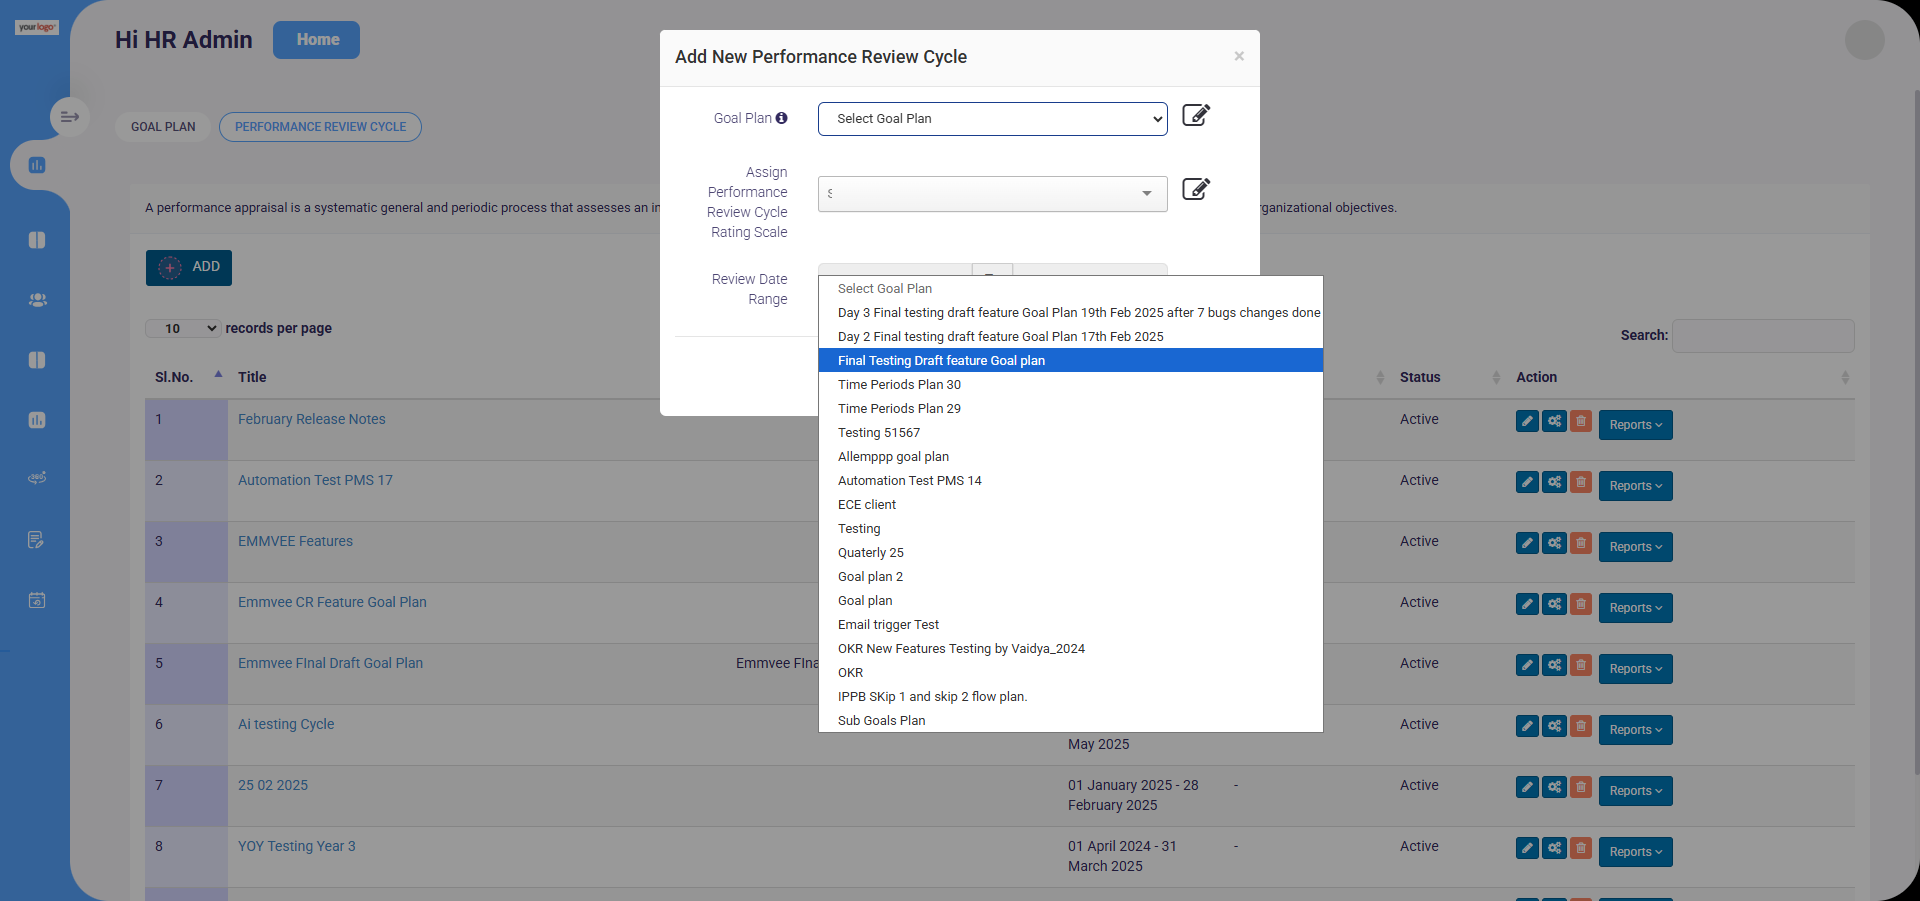 yourlogo
Hi HR Admin
Home
GOAL PLAN
PERFORMANCE REVIEW CYCLE
A performance appraisal is a systematic general and periodic process that assesses an in
rganizational objectives.
ADD
10
records per page
Search:
Sl.No.
Title
Status
Action
1
February Release Notes
Active
Reports
2
Automation Test PMS 17
Active
Reports
3
EMMVEE Features
Active
Reports
4
Emmvee CR Feature Goal Plan
Active
Reports
5
Emmvee FInal Draft Goal Plan
Emmvee FIna
Active
Reports
6
Ai testing Cycle
May 2025
Active
Reports
7
25 02 2025
01 January 2025 - 28
February 2025
-
Active
Reports
8
YOY Testing Year 3
01 April 2024 - 31
March 2025
-
Active
Reports
Add New Performance Review Cycle
×
Goal Plan
Select Goal Plan
Assign
Performance
Review Cycle
Rating Scale
Review Date
Range
Select Goal Plan
Day 3 Final testing draft feature Goal Plan 19th Feb 2025 after 7 bugs changes done
Day 2 Final testing draft feature Goal Plan 17th Feb 2025
Final Testing Draft feature Goal plan
Time Periods Plan 30
Time Periods Plan 29
Testing 51567
Allemppp goal plan
Automation Test PMS 14
ECE client
Testing
Quaterly 25
Goal plan 2
Goal plan
Email trigger Test
OKR New Features Testing by Vaidya_2024
OKR
IPPB SKip 1 and skip 2 flow plan.
Sub Goals Plan